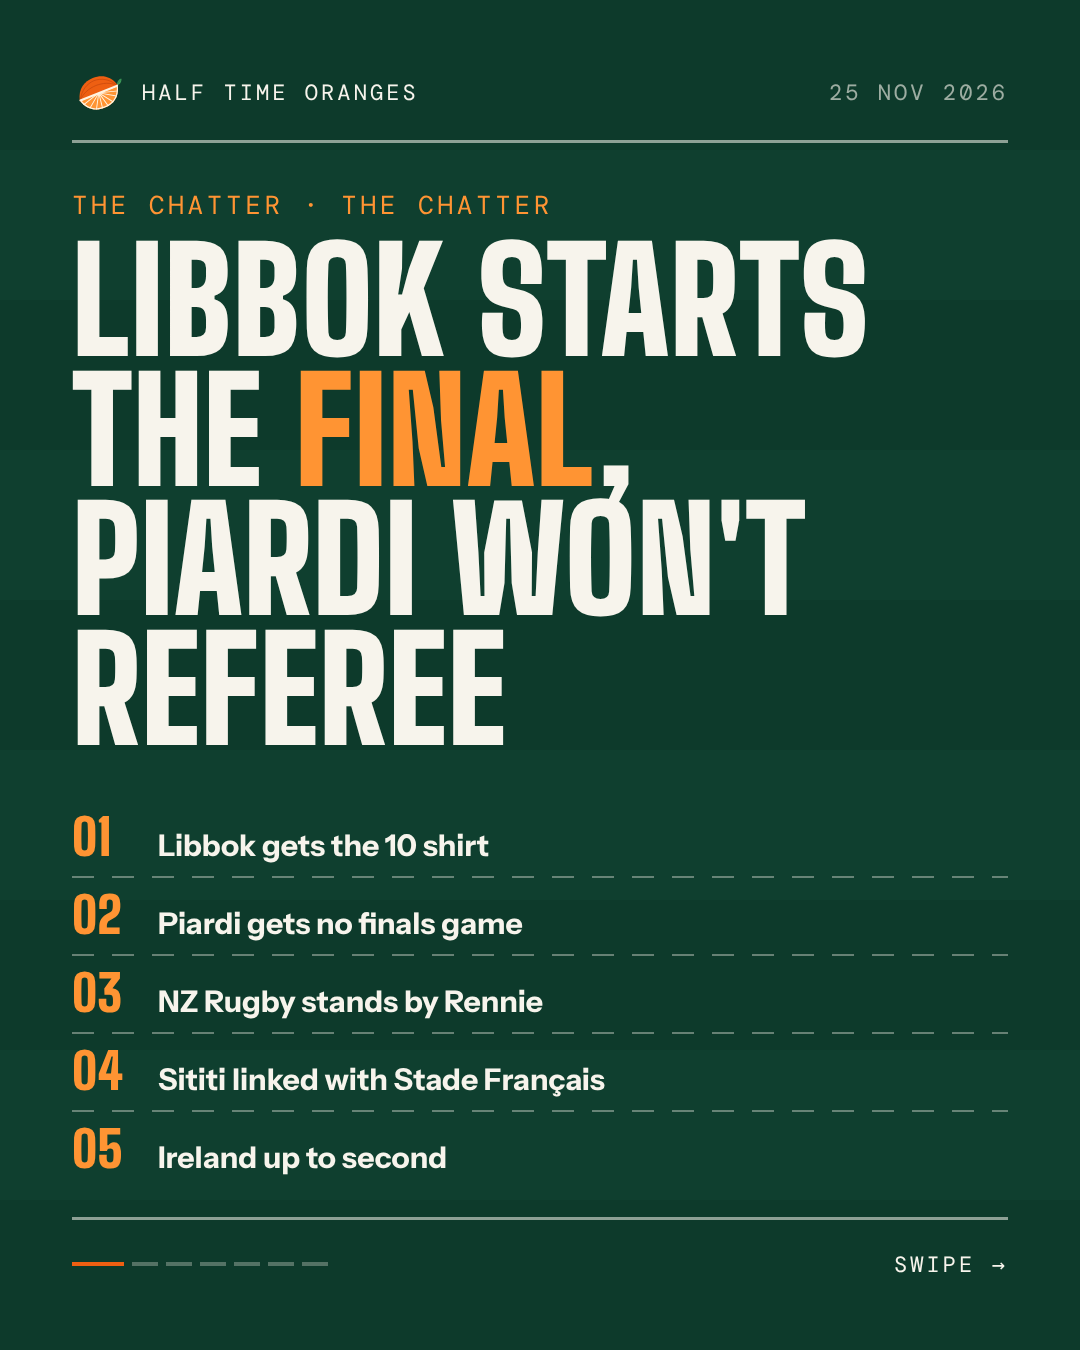 HALF TIME ORANGES
25 NOV 2026
THE CHATTER · THE CHATTER
LIBBOK STARTS
THE FINAL,
PIARDI WON'T
REFEREE
01 Libbok gets the 10 shirt
02 Piardi gets no finals game
03 NZ Rugby stands by Rennie
04 Sititi linked with Stade Français
05 Ireland up to second
SWIPE →